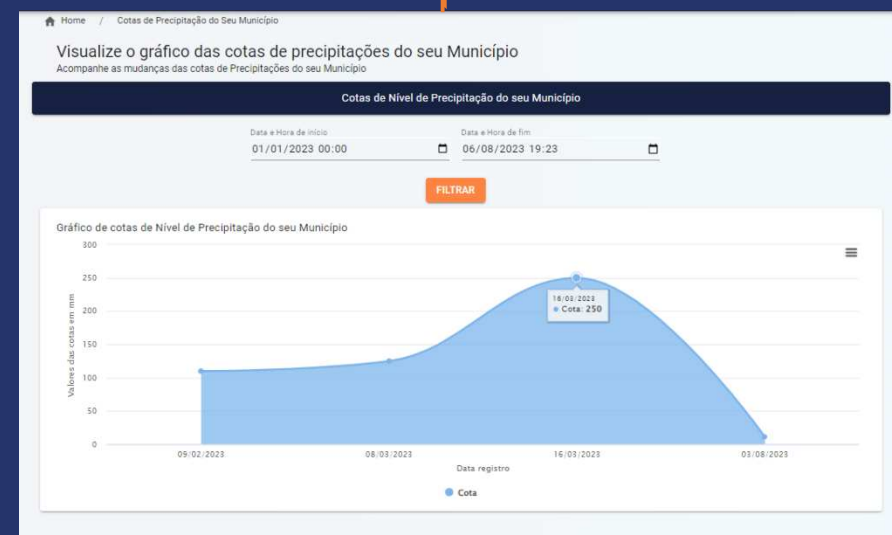 Home / Cotas de Precipitação do Seu Município
Visualize o gráfico das cotas de precipitações do seu Município
Acompanhe as mudanças das cotas de Precipitações do seu Município
Cotas de Nível de Precipitação do seu Município
Data e Hora de início Data e Hora de fim
01/01/2023 00:00 06/08/2023 19:23
FILTRAR
Gráfico de cotas de Nível de Precipitação do seu Município
300
250
200
150
100
50
0
Valores das cotas em mm
16/03/2023
Cota: 250
09/02/2023 08/03/2023 16/03/2023 03/08/2023
Data registro
Cota